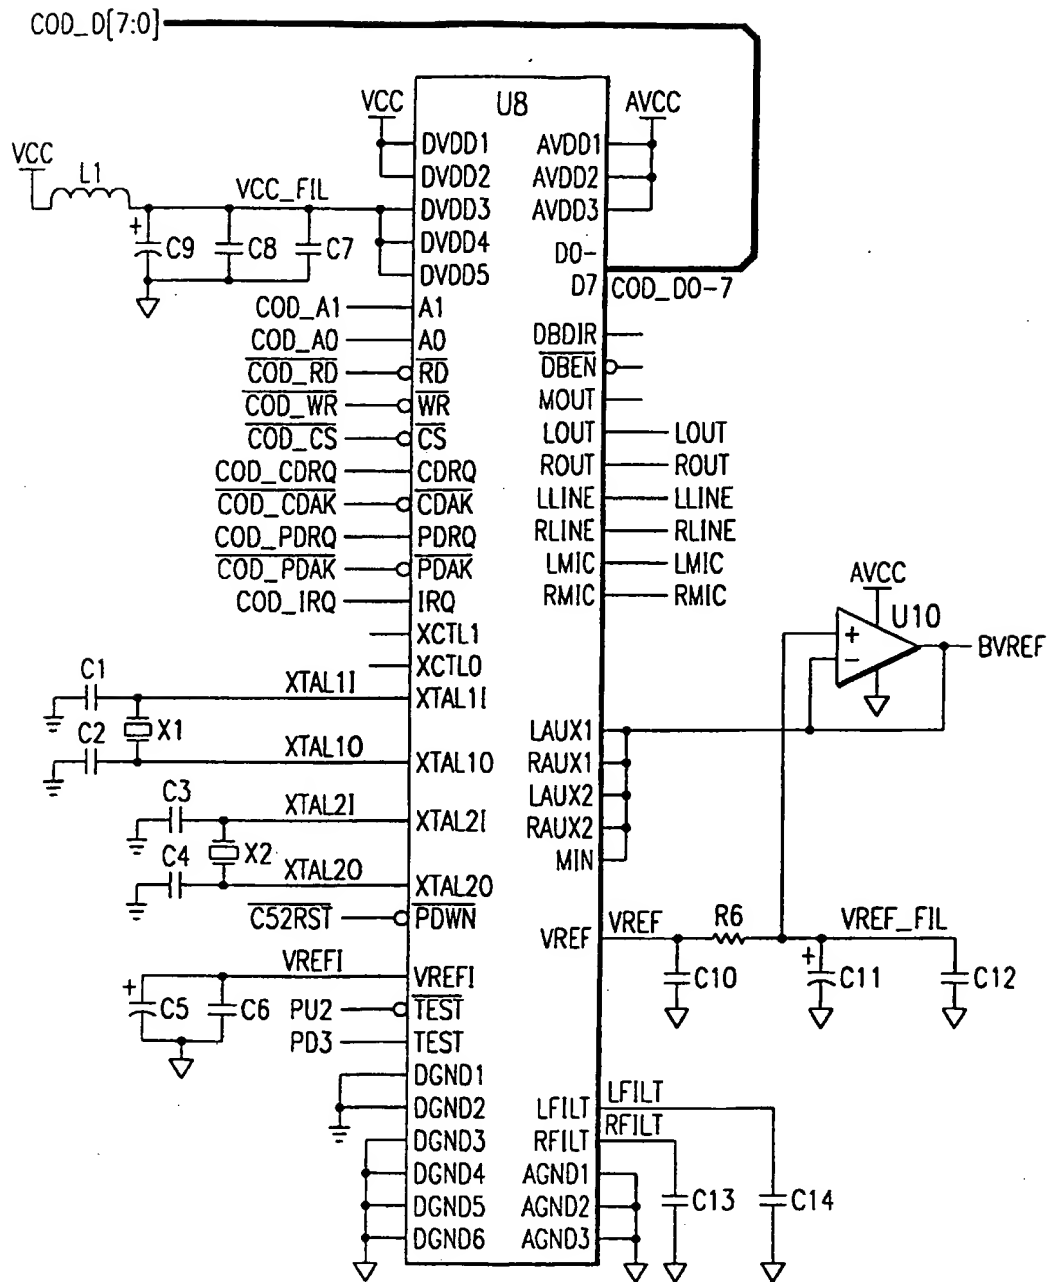 COD_D[7:0]
VCC
U8
AVCC
DVDD1
AVDD1
VCC
L1
DVDD2
AVDD2
VCC_FIL
DVDD3
AVDD3
+
C9
C8
C7
DVDD4
D0-
DVDD5
D7
COD_D0-7
COD_A1
A1
DBDIR
COD_A0
A0
DBEN
COD_RD
RD
MOUT
COD_WR
WR
LOUT
LOUT
COD_CS
CS
ROUT
ROUT
COD_CDRQ
CDRQ
LLINE
LLINE
COD_CDAK
CDAK
RLINE
RLINE
COD_PDRQ
PDRQ
LMIC
LMIC
COD_PDAK
PDAK
RMIC
RMIC
AVCC
COD_IRQ
IRQ
U10
XCTL1
+
XCTL0
-
BVREF
C1
XTAL1I
XTAL1I
X1
LAUX1
C2
XTAL1O
XTAL1O
RAUX1
C3
XTAL2I
XTAL2I
LAUX2
RAUX2
X2
MIN
C4
XTAL2O
XTAL2O
C52RST
PDWN
VREF
VREF
R6
VREF_FIL
VREFI
VREFI
+
C5
C6
C10
+
C11
C12
PU2
TEST
PD3
TEST
DGND1
DGND2
LFILT
LFILT
DGND3
RFILT
RFILT
DGND4
AGND1
DGND5
AGND2
C13
C14
DGND6
AGND3